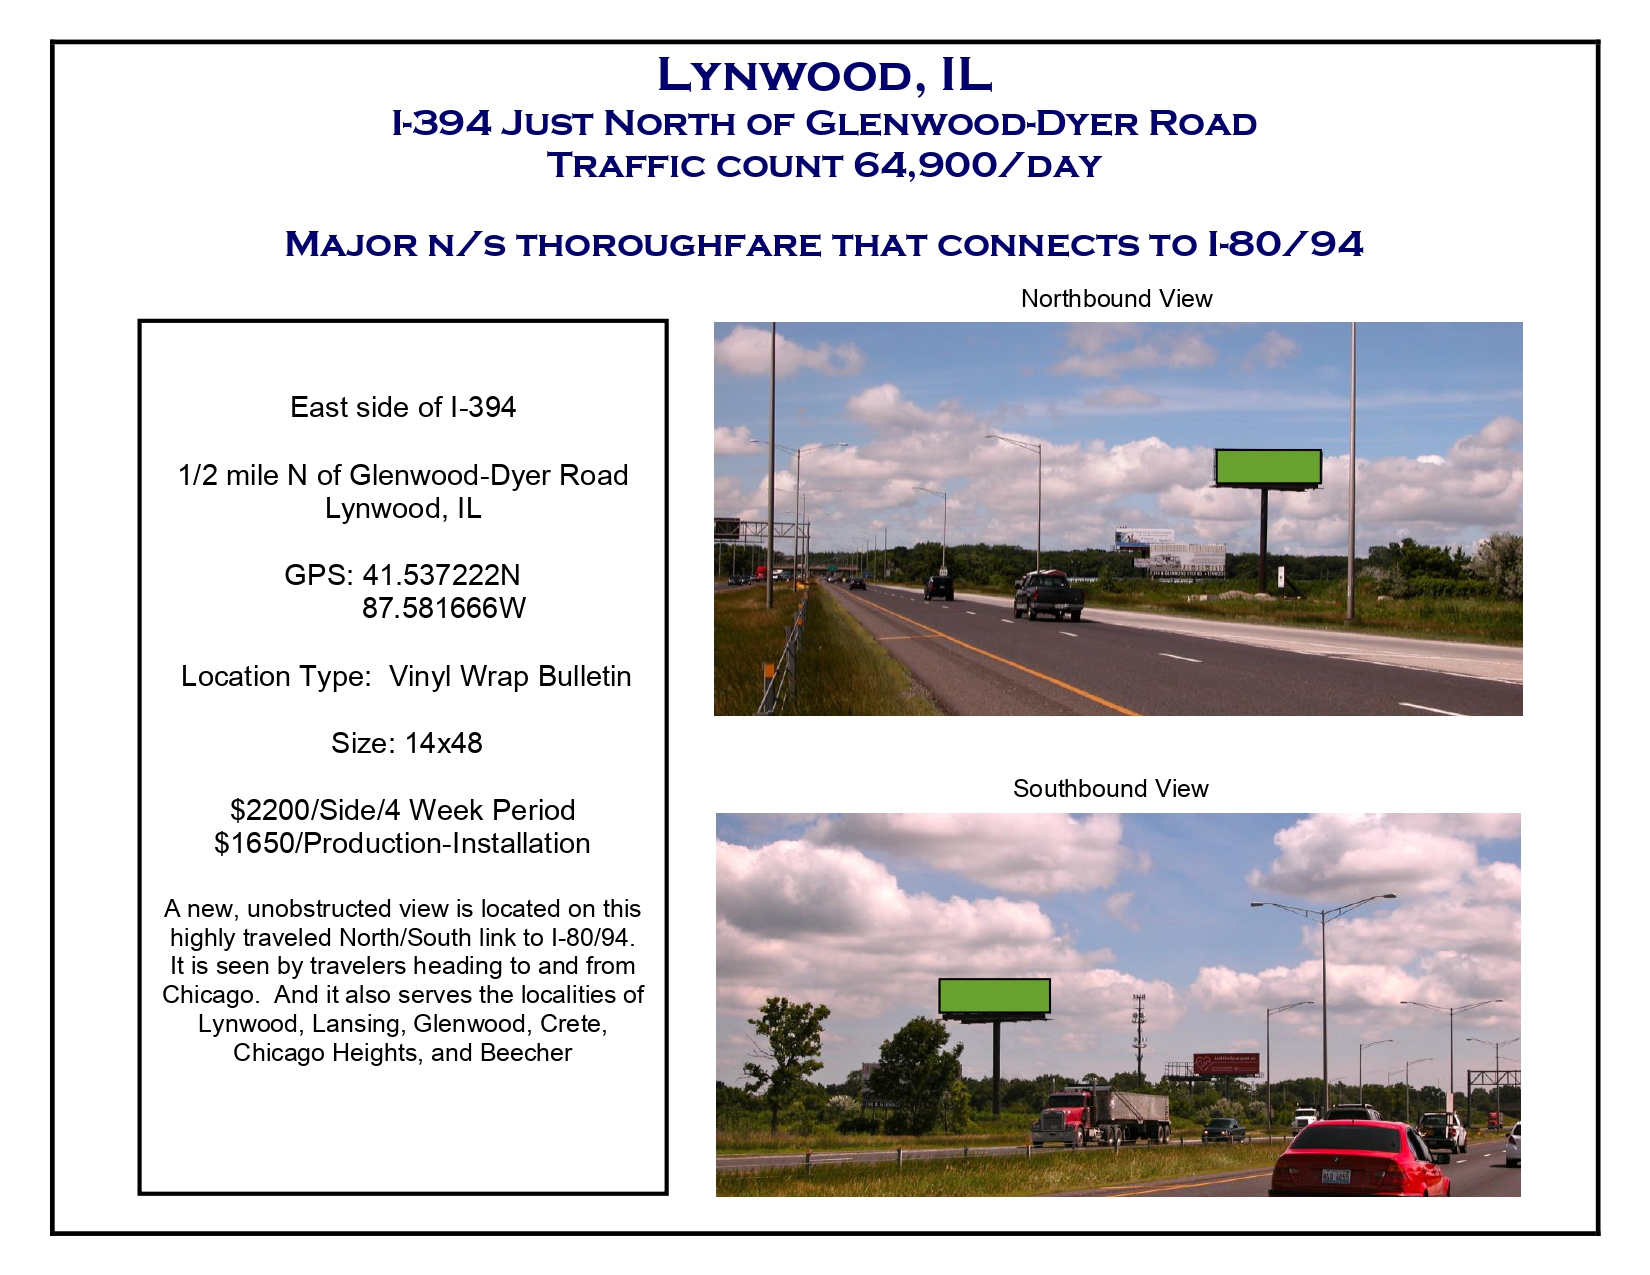 Lynwood, IL
I-394 Just North of Glenwood-Dyer Road
Traffic count 64,900/day
Major n/s thoroughfare that connects to I-80/94
East side of I-394
1/2 mile N of Glenwood-Dyer Road
Lynwood, IL
GPS: 41.537222N
87.581666W
Location Type: Vinyl Wrap Bulletin
Size: 14x48
$2200/Side/4 Week Period
$1650/Production-Installation
A new, unobstructed view is located on this
highly traveled North/South link to I-80/94.
It is seen by travelers heading to and from
Chicago. And it also serves the localities of
Lynwood, Lansing, Glenwood, Crete,
Chicago Heights, and Beecher
Northbound View
Southbound View